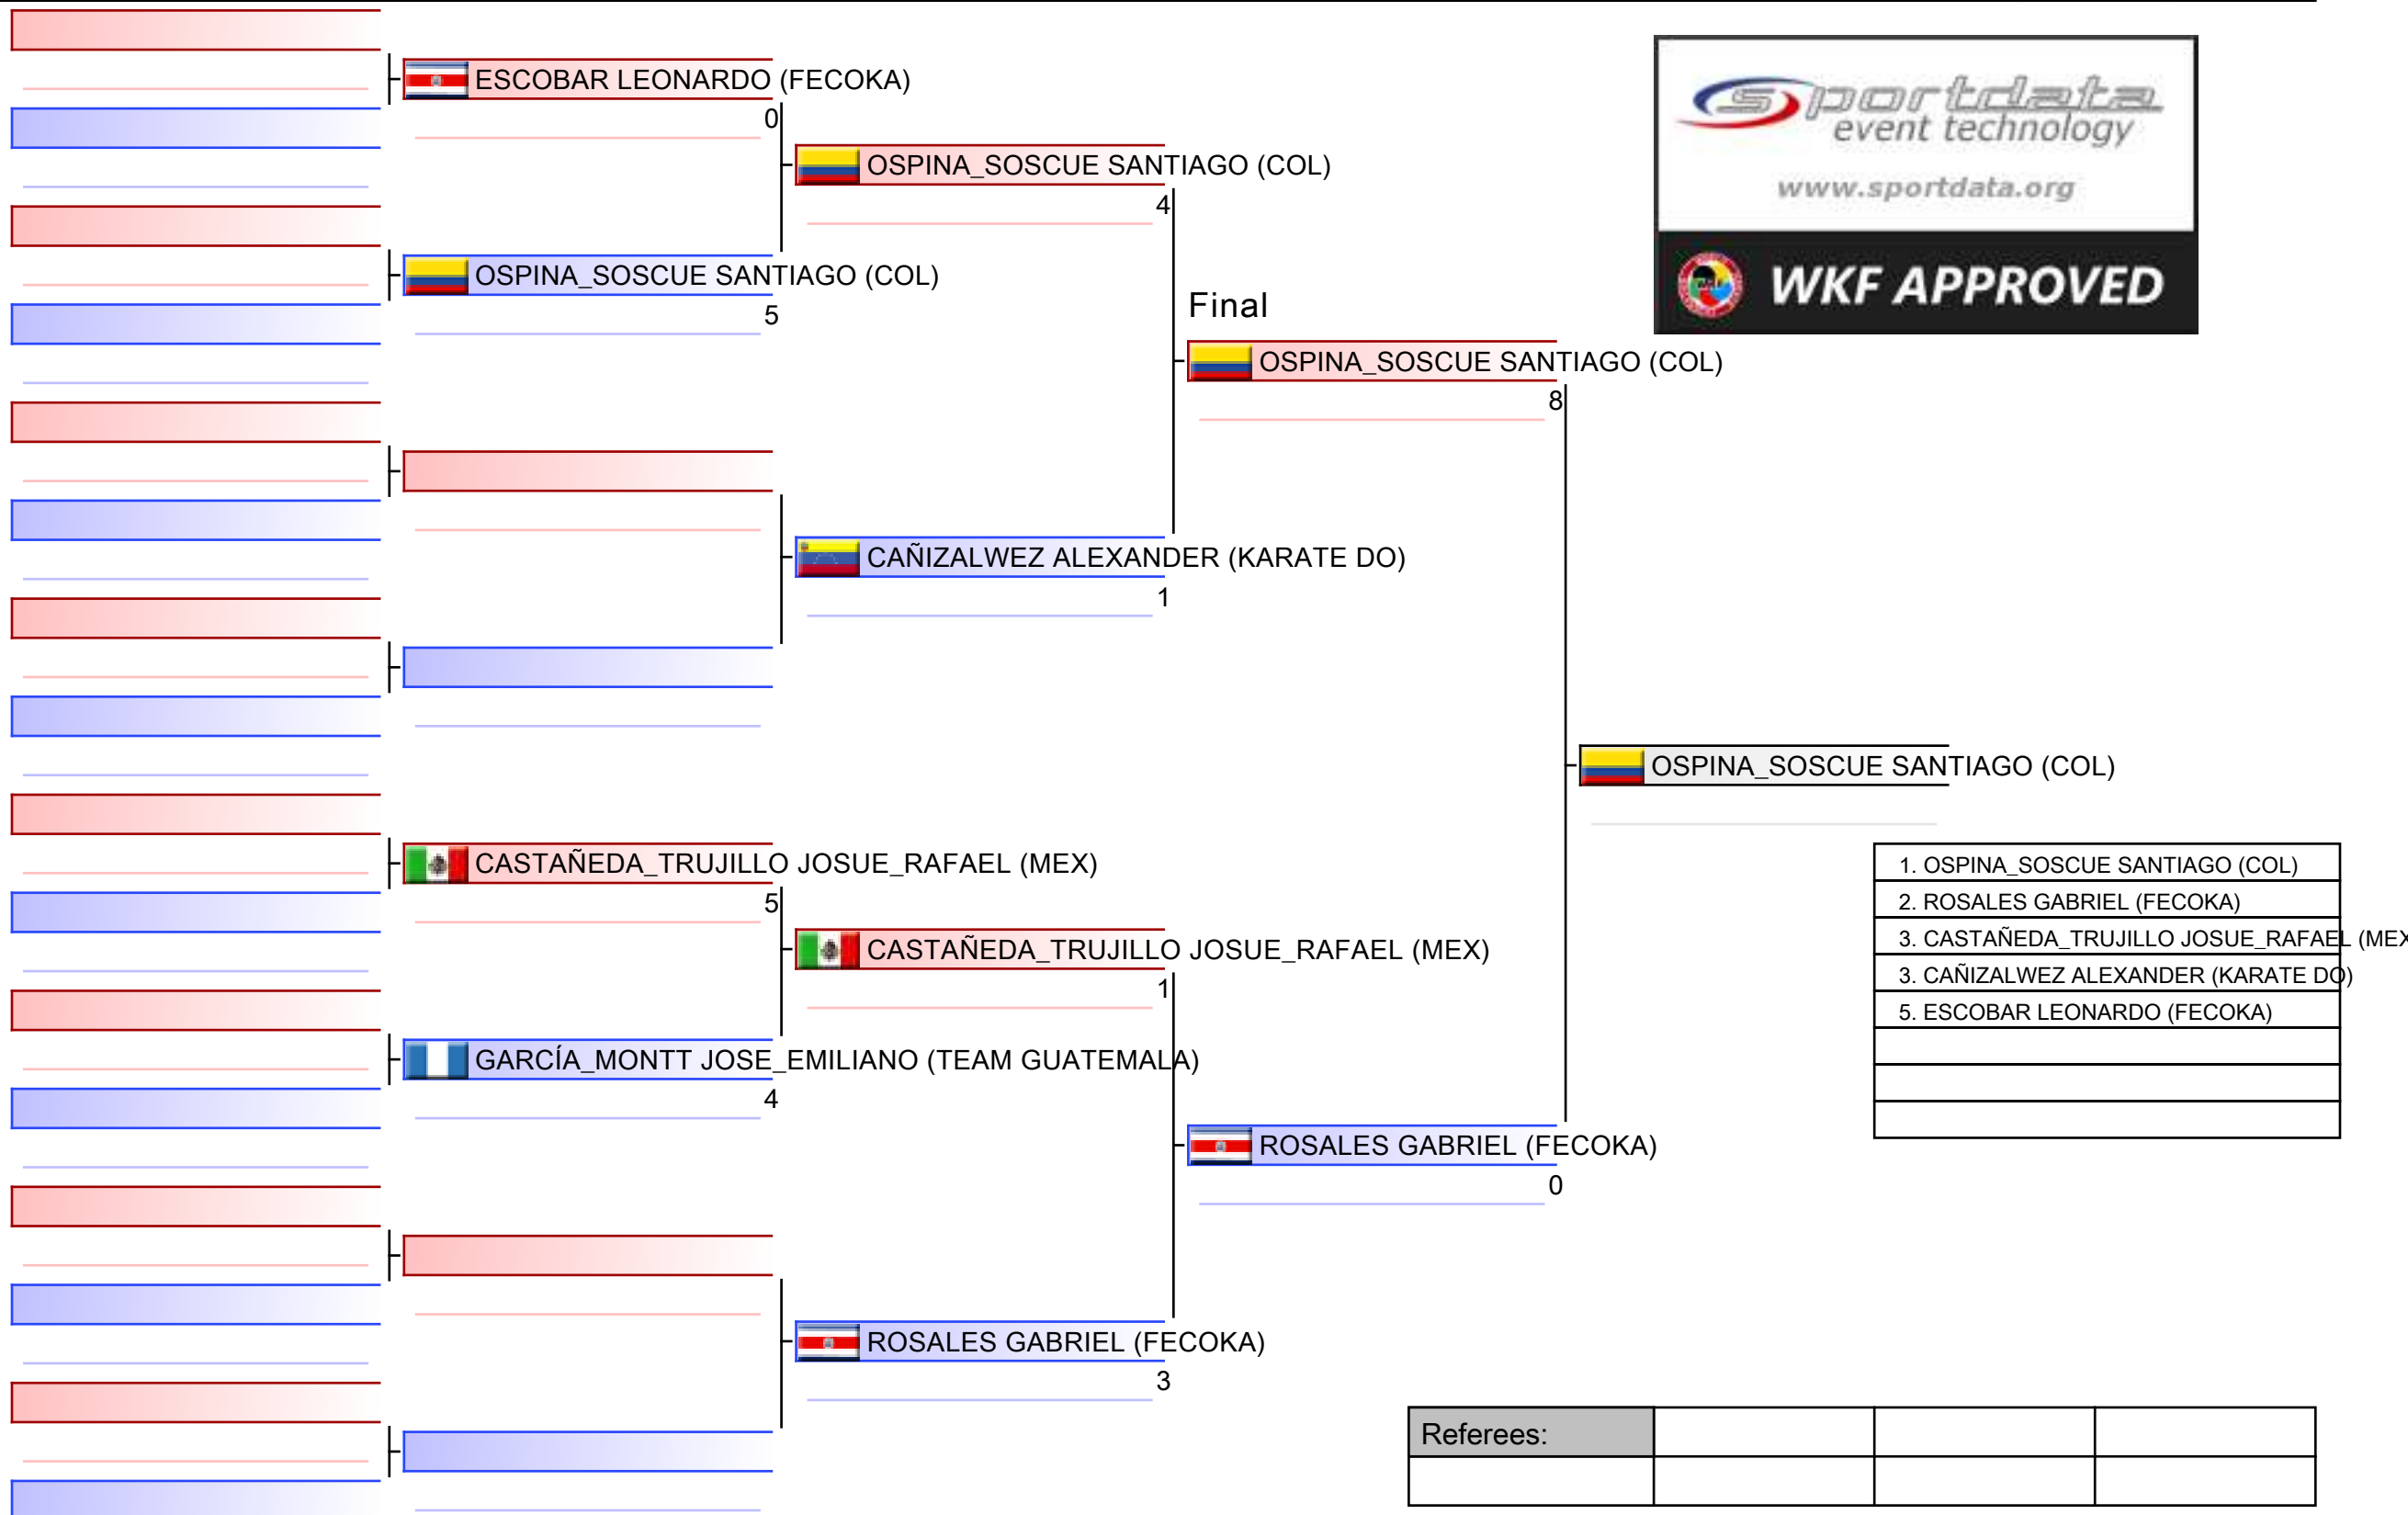 ESCOBAR LEONARDO (FECOKA)
0
OSPINA_SOSCUE SANTIAGO (COL)
5
OSPINA_SOSCUE SANTIAGO (COL)
4
CAÑIZALWEZ ALEXANDER (KARATE DO)
1
Final
OSPINA_SOSCUE SANTIAGO (COL)
8
sportdata
event technology
www.sportdata.org
WKF APPROVED
OSPINA_SOSCUE SANTIAGO (COL)
CASTAÑEDA_TRUJILLO JOSUE_RAFAEL (MEX)
5
GARCÍA_MONTT JOSE_EMILIANO (TEAM GUATEMALA)
4
CASTAÑEDA_TRUJILLO JOSUE_RAFAEL (MEX)
1
ROSALES GABRIEL (FECOKA)
3
ROSALES GABRIEL (FECOKA)
0
1. OSPINA_SOSCUE SANTIAGO (COL)
2. ROSALES GABRIEL (FECOKA)
3. CASTAÑEDA_TRUJILLO JOSUE_RAFAEL (MEX
3. CAÑIZALWEZ ALEXANDER (KARATE DO)
5. ESCOBAR LEONARDO (FECOKA)
Referees: